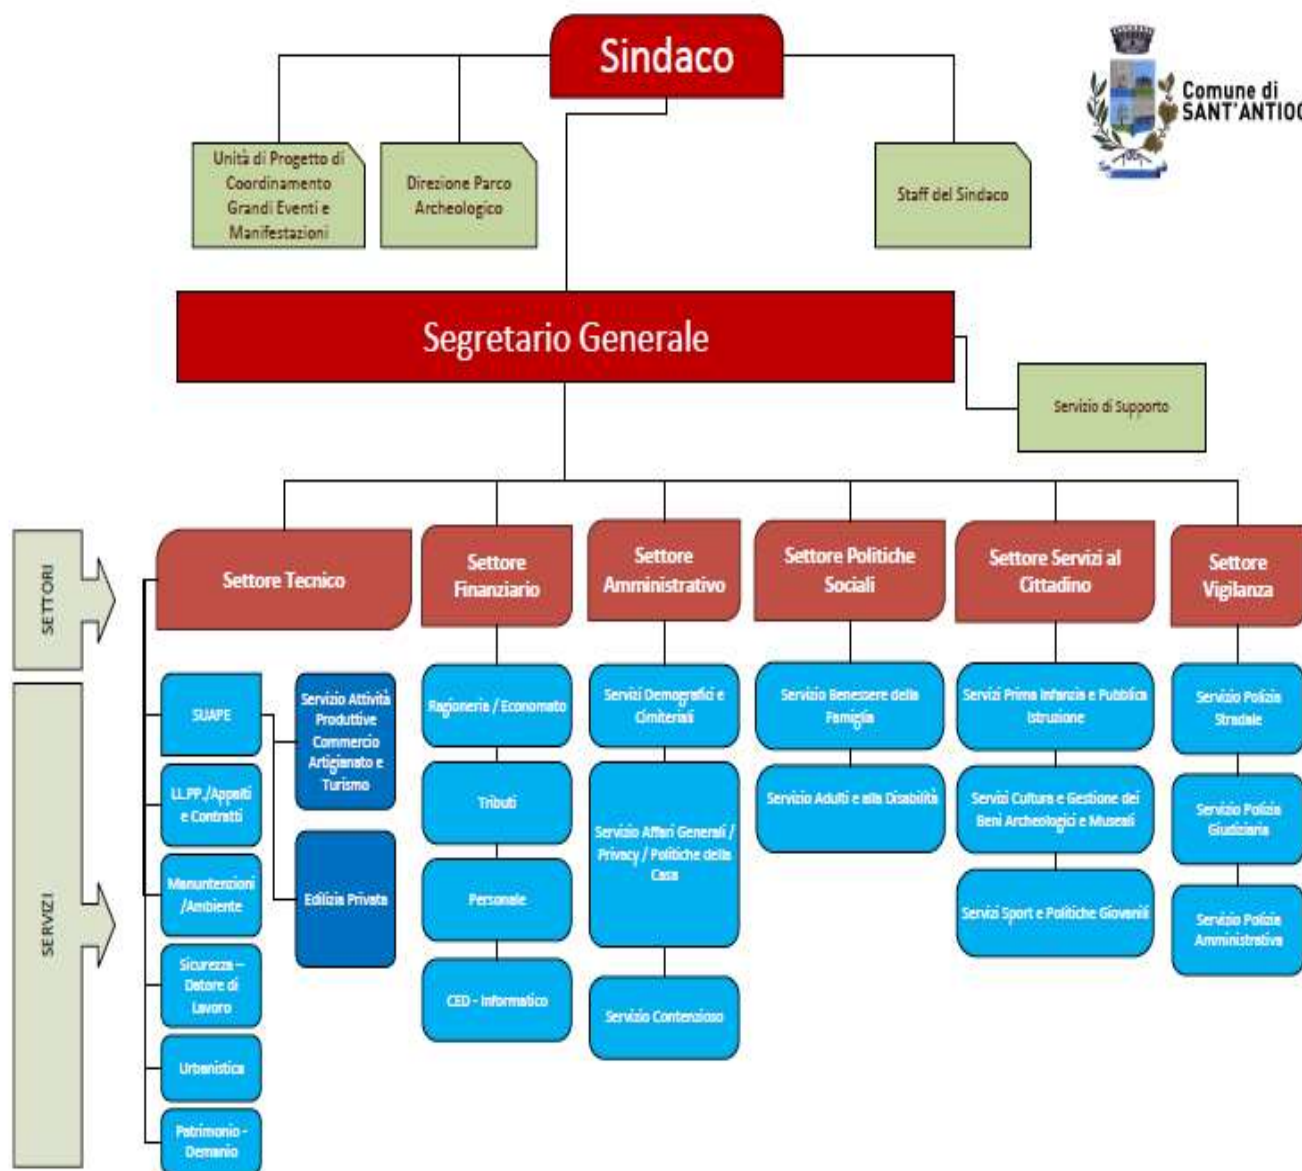 Sindaco
Comune di
SANT'ANTIOC
Unità di Progetto di
Coordinamento
Grandi Eventi e
Manifestazioni
Direzione Parco
Archeologico
Staff del Sindaco
Segretario Generale
Servizio di Supporto
SETTORI
Settore Tecnico
Settore
Finanziario
Settore
Amministrativo
Settore Politiche
Sociali
Settore Servizi al
Cittadino
Settore
Vigilanza
SERVIZI
SUAPE
LL.PP./Appalti
e Contratti
Manuntenzioni
/Ambiente
Sicurezza –
Datore di
Lavoro
Urbanistica
Patrimonio -
Demanio
Servizio Attività
Produttive
Commercio
Artigianato e
Turismo
Edilizia Privata
Ragioneria / Economato
Tributi
Personale
CED - Informatico
Servizi Demografici e
Cimiteriali
Servizio Affari Generali /
Privacy / Politiche della
Casa
Servizio Contenzioso
Servizio Benessere della
Famiglia
Servizio Adulti e alla Disabilità
Servizi Prima Infanzia e Pubblica
Istruzione
Servizi Cultura e Gestione dei
Beni Archeologici e Museali
Servizi Sport e Politiche Giovanili
Servizio Polizia
Stradale
Servizio Polizia
Giudiziaria
Servizio Polizia
Amministrativa